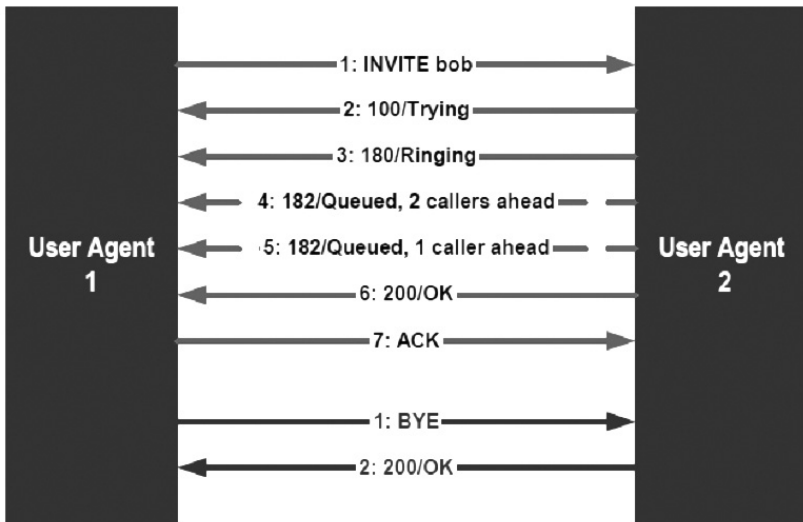 1: INVITE bob
2: 100/Trying
3: 180/Ringing
4: 182/Queued, 2 callers ahead
5: 182/Queued, 1 caller ahead
6: 200/OK
7: ACK
1: BYE
2: 200/OK
User Agent
1
User Agent
2